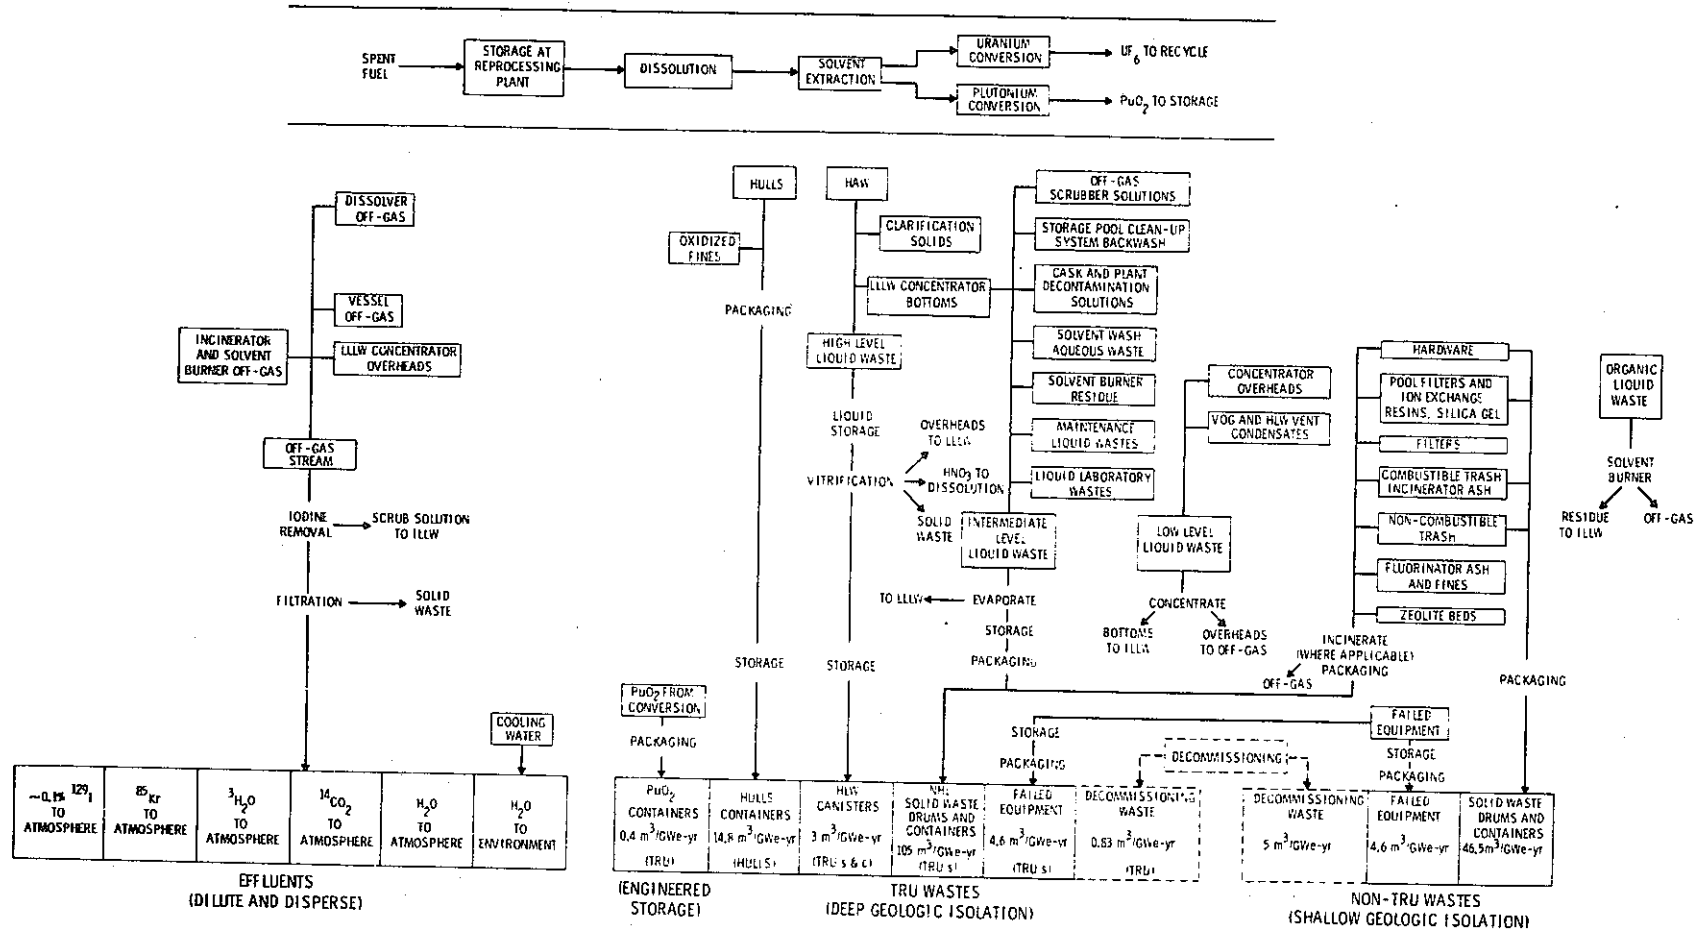 SPENT
FUEL
STORAGE AT
REPROCESSING
PLANT
DISSOLUTION
SOLVENT
EXTRACTION
URANIUM
CONVERSION
UF6 TO RECYCLE
PLUTONIUM
CONVERSION
PuO2 TO STORAGE
DISSOLVER
OFF-GAS
VESSEL
OFF-GAS
INCINERATOR
AND SOLVENT
BURNER OFF-GAS
LLLW CONCENTRATOR
OVERHEADS
OFF-GAS
STREAM
IODINE
REMOVAL
SCRUB SOLUTION
TO ILLW
FILTRATION
SOLID
WASTE
HULLS
OXIDIZED
FINES
PACKAGING
STORAGE
HAW
CLARIFICATION
SOLIDS
LLLW CONCENTRATOR
BOTTOMS
HIGH LEVEL
LIQUID WASTE
LIQUID
STORAGE
VITRIFICATION
OVERHEADS
TO ILLW
HNO3 TO
DISSOLUTION
SOLID
WASTE
STORAGE
OFF-GAS
SCRUBBER SOLUTIONS
STORAGE POOL CLEAN-UP
SYSTEM BACKWASH
CASK AND PLANT
DECONTAMINATION
SOLUTIONS
SOLVENT WASH
AQUEOUS WASTE
SOLVENT BURNER
RESIDUE
MAINTENANCE
LIQUID WASTES
LIQUID LABORATORY
WASTES
INTERMEDIATE
LEVEL
LIQUID WASTE
TO LLLW
EVAPORATE
STORAGE
PACKAGING
CONCENTRATOR
OVERHEADS
VOG AND HLW VENT
CONDENSATES
LOW LEVEL
LIQUID WASTE
CONCENTRATE
BOTTOMS
TO ILLW
OVERHEADS
TO OFF-GAS
HARDWARE
POOL FILTERS AND
ION EXCHANGE
RESINS, SILICA GEL
FILTERS
COMBUSTIBLE TRASH
INCINERATOR ASH
NON-COMBUSTIBLE
TRASH
FLUORINATOR ASH
AND FINES
ZEOLITE BEDS
INCINERATE
(WHERE APPLICABLE)
PACKAGING
OFF-GAS
PACKAGING
ORGANIC
LIQUID
WASTE
SOLVENT
BURNER
RESIDUE
TO ILLW
OFF-GAS
PuO2 FROM
CONVERSION
PACKAGING
COOLING
WATER
FAILED
EQUIPMENT
STORAGE
PACKAGING
STORAGE
PACKAGING
DECOMMISSIONING
~0.1% 129I
TO
ATMOSPHERE
85Kr
TO
ATMOSPHERE
3H2O
TO
ATMOSPHERE
14CO2
TO
ATMOSPHERE
H2O
TO
ATMOSPHERE
H2O
TO
ENVIRONMENT
EFFLUENTS
(DILUTE AND DISPERSE)
PuO2
CONTAINERS
0.4 m3/GWe-yr
(TRU)
HULLS
CONTAINERS
14.8 m3/GWe-yr
(HULLS)
HLW
CANISTERS
3 m3/GWe-yr
(TRU s & c)
SOLID WASTE
DRUMS AND
CONTAINERS
105 m3/GWe-yr
(TRU s)
FAILED
EQUIPMENT
4.6 m3/GWe-yr
(TRU s)
DECOMMISSIONING
WASTE
0.83 m3/GWe-yr
(TRU)
(ENGINEERED
STORAGE)
TRU WASTES
(DEEP GEOLOGIC ISOLATION)
DECOMMISSIONING
WASTE
5 m3/GWe-yr
FAILED
EQUIPMENT
4.6 m3/GWe-yr
SOLID WASTE
DRUMS AND
CONTAINERS
46.5m3/GWe-yr
NON-TRU WASTES
(SHALLOW GEOLOGIC ISOLATION)